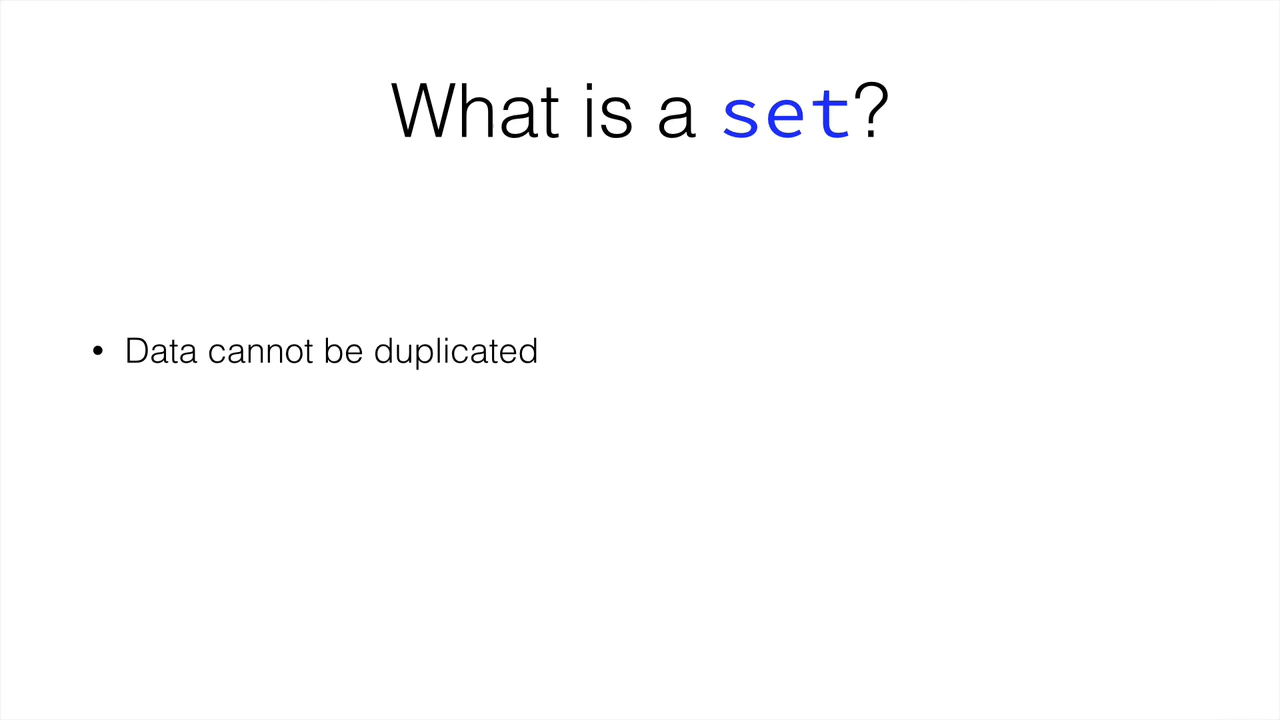 What is a set?
• Data cannot be duplicated